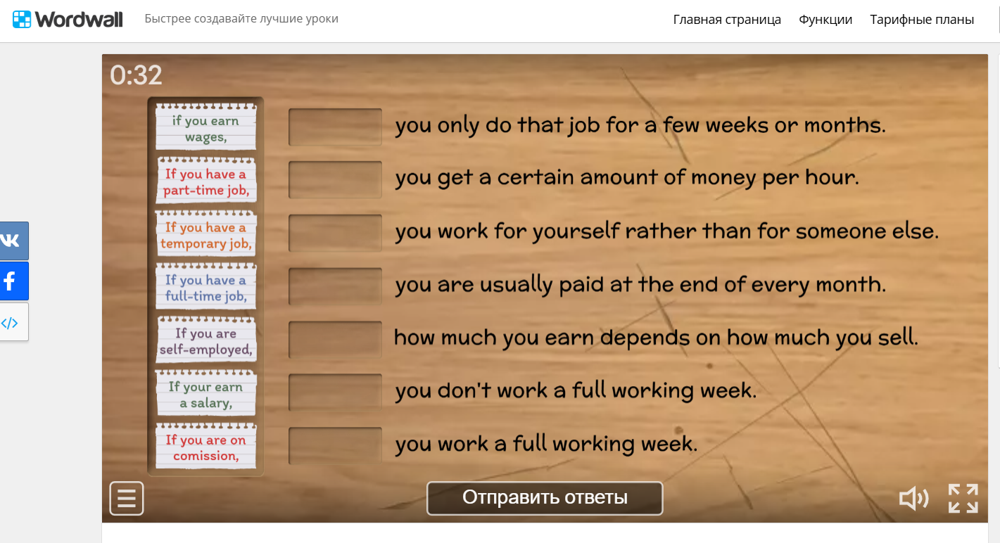 Wordwall
Быстрее создавайте лучшие уроки
Главная страница
Функции
Тарифные планы
0:32
if you earn
wages,
you only do that job for a few weeks or months.
If you have a
part-time job,
you get a certain amount of money per hour.
If you have a
temporary job,
you work for yourself rather than for someone else.
If you have a
full-time job,
you are usually paid at the end of every month.
If you are
self-employed,
how much you earn depends on how much you sell.
If your earn
a salary,
you don't work a full working week.
If you are on
comission,
you work a full working week.
Отправить ответы